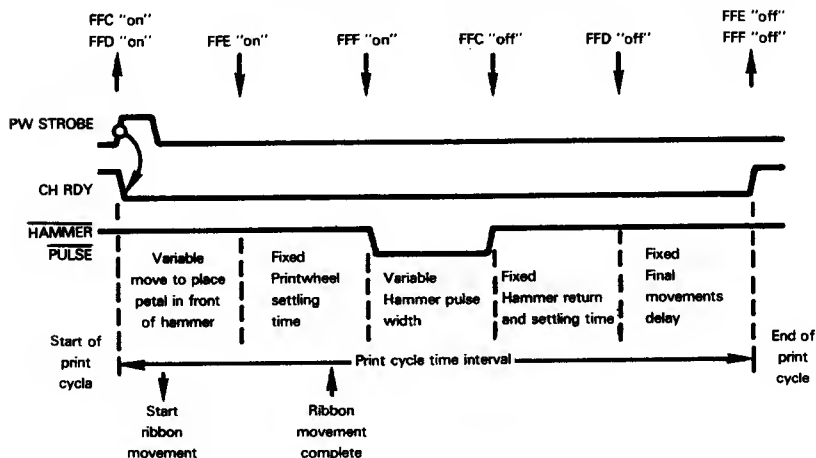 FFC "on"
FFD "on"
FFE "on"
FFF "on"
FFC "off"
FFD "off"
FFE "off"
FFF "off"
PW STROBE
CH RDY
HAMMER
PULSE
Variable
move to place
petal in front
of hammer
Fixed
Printwheel
settling
time
Variable
Hammer pulse
width
Fixed
Hammer return
and settling time
Fixed
Final
movements
delay
Start of
print
cycla
Print cycle time interval
End of
print
cycle
Start
ribbon
movement
Ribbon
movement
complete